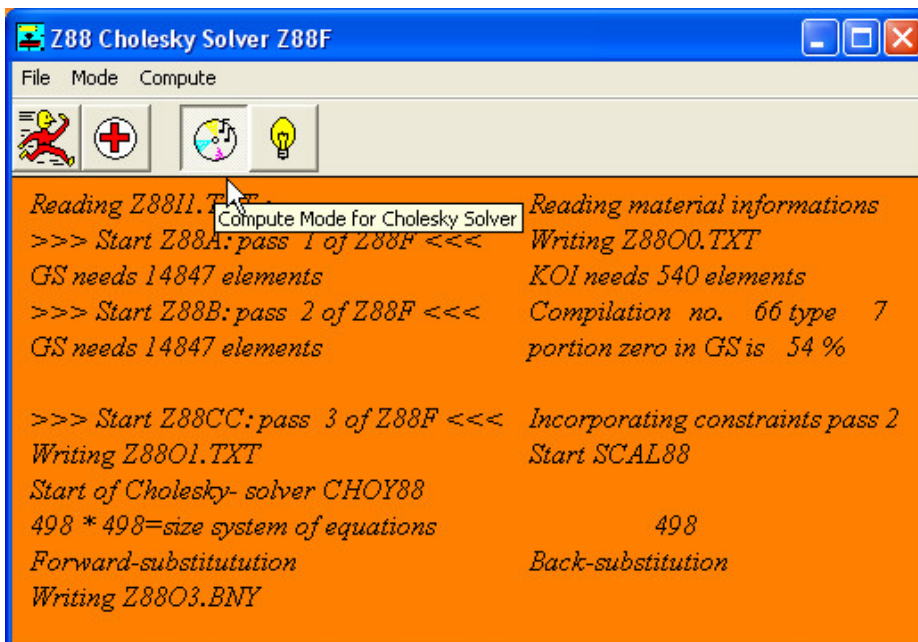 Z88 Cholesky Solver Z88F
File Mode Compute
Reading Z88I1.TXT : Reading material informations
Compute Mode for Cholesky Solver
>>> Start Z88A: pass 1 of Z88F <<< Writing Z88O0.TXT
GS needs 14847 elements KOI needs 540 elements
>>> Start Z88B: pass 2 of Z88F <<< Compilation no. 66 type 7
GS needs 14847 elements portion zero in GS is 54 %
>>> Start Z88CC: pass 3 of Z88F <<< Incorporating constraints pass 2
Writing Z88O1.TXT Start SCAL88
Start of Cholesky- solver CHOY88
498 * 498=size system of equations 498
Forward-substitutution Back-substitution
Writing Z88O3.BNY